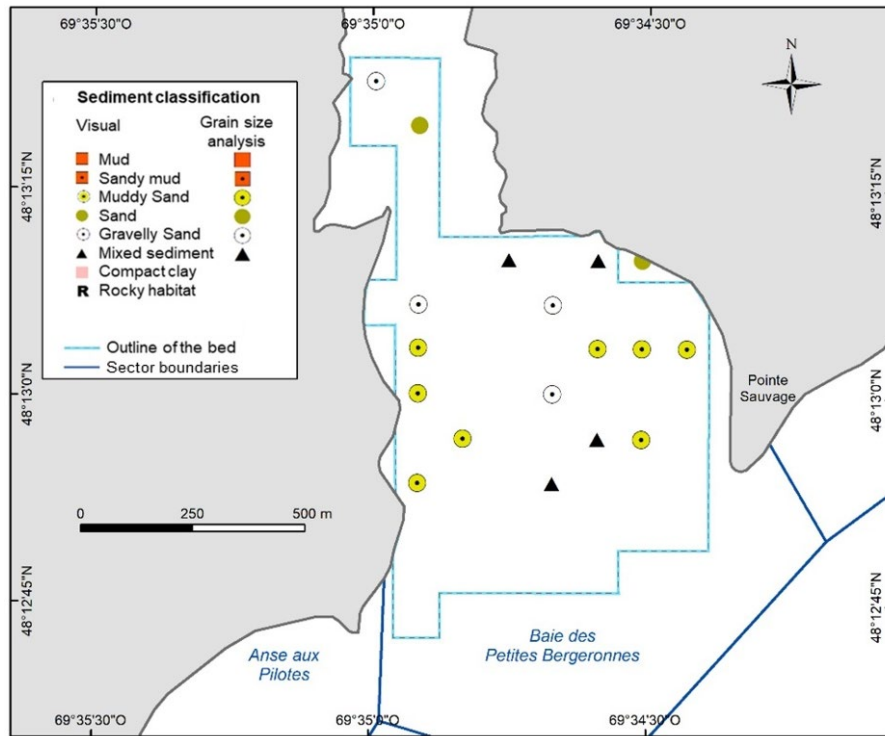 69°35'30"O 69°35'0"O 69°34'30"O
N
Sediment classification
Visual Grain size
analysis
Mud
Sandy mud
Muddy Sand
Sand
Gravelly Sand
Mixed sediment
Compact clay
R Rocky habitat
Outline of the bed
Sector boundaries
48°13'15"N 48°13'15"N
48°13'0"N 48°13'0"N
48°12'45"N 48°12'45"N
Pointe
Sauvage
0 250 500 m
Baie des
Petites Bergeronnes
Anse aux
Pilotes
69°35'30"O 69°35'0"O 69°34'30"O